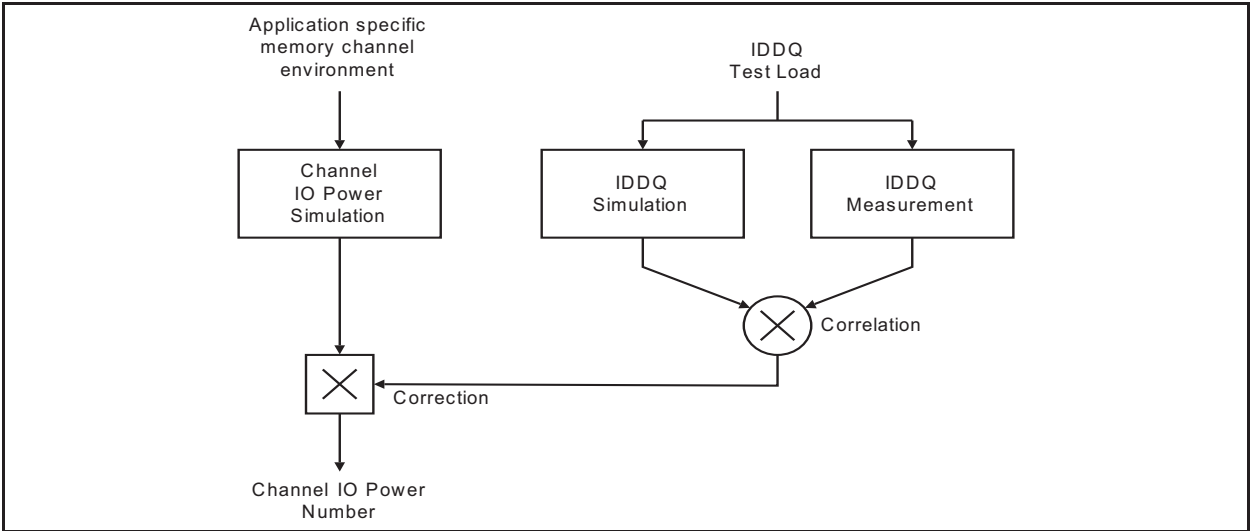 Application specific
memory channel
environment
IDDQ
Test Load
Channel
IO Power
Simulation
IDDQ
Simulation
IDDQ
Measurement
Correlation
Correction
Channel IO Power
Number